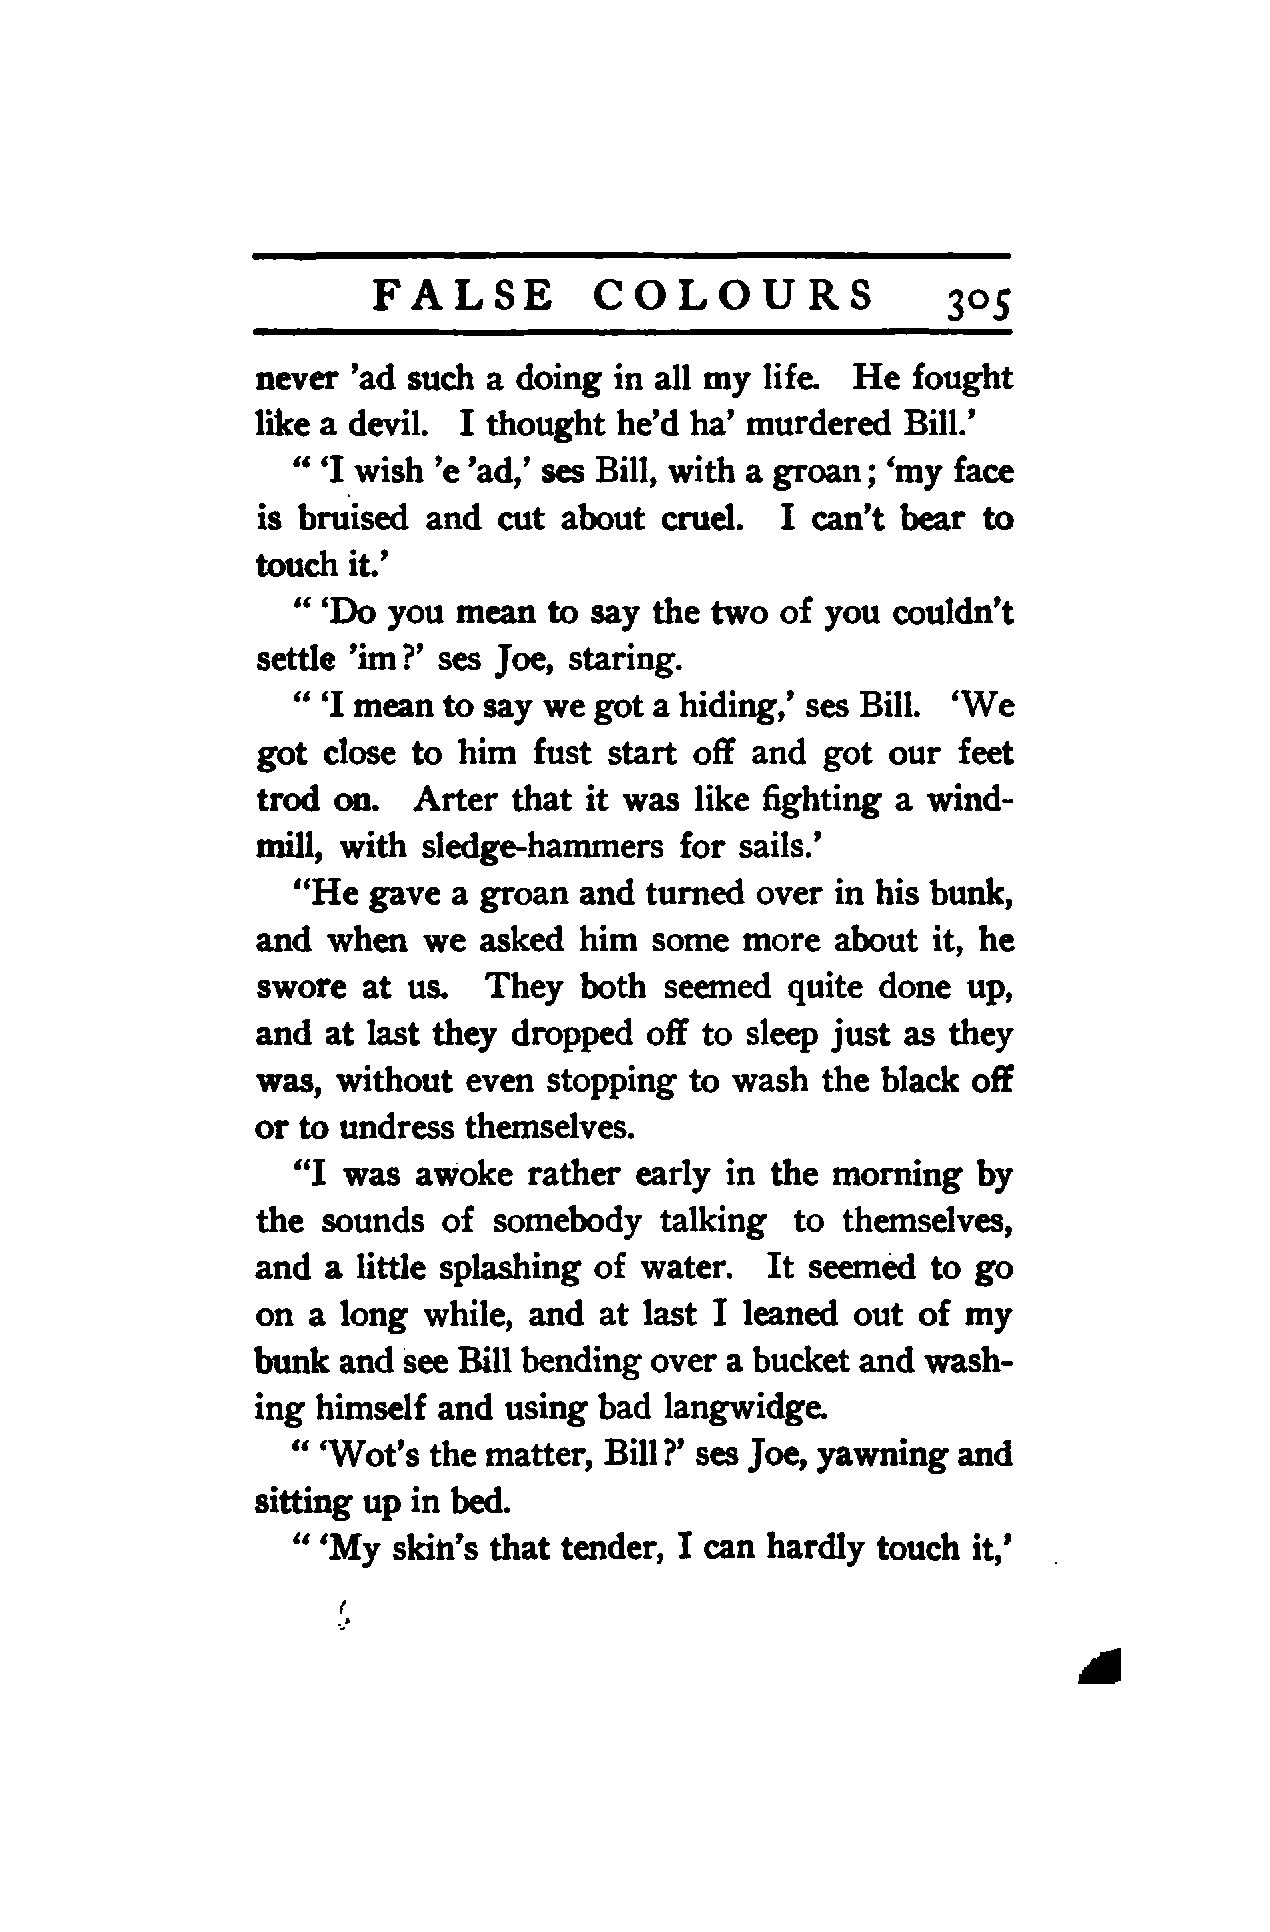 FALSE COLOURS 305
never ’ad such a doing in all my life. He fought
like a devil. I thought he’d ha’ murdered Bill.’
“ ‘I wish ’e ’ad,’ ses Bill, with a groan; ‘my face
is bruised and cut about cruel. I can’t bear to
touch it.’
“ ‘Do you mean to say the two of you couldn’t
settle ’im?’ ses Joe, staring.
“ ‘I mean to say we got a hiding,’ ses Bill. ‘We
got close to him fust start off and got our feet
trod on. Arter that it was like fighting a wind-
mill, with sledge-hammers for sails.’
“He gave a groan and turned over in his bunk,
and when we asked him some more about it, he
swore at us. They both seemed quite done up,
and at last they dropped off to sleep just as they
was, without even stopping to wash the black off
or to undress themselves.
“I was awoke rather early in the morning by
the sounds of somebody talking to themselves,
and a little splashing of water. It seemed to go
on a long while, and at last I leaned out of my
bunk and see Bill bending over a bucket and wash-
ing himself and using bad langwidge.
“ ‘Wot’s the matter, Bill?’ ses Joe, yawning and
sitting up in bed.
“ ‘My skin’s that tender, I can hardly touch it,’